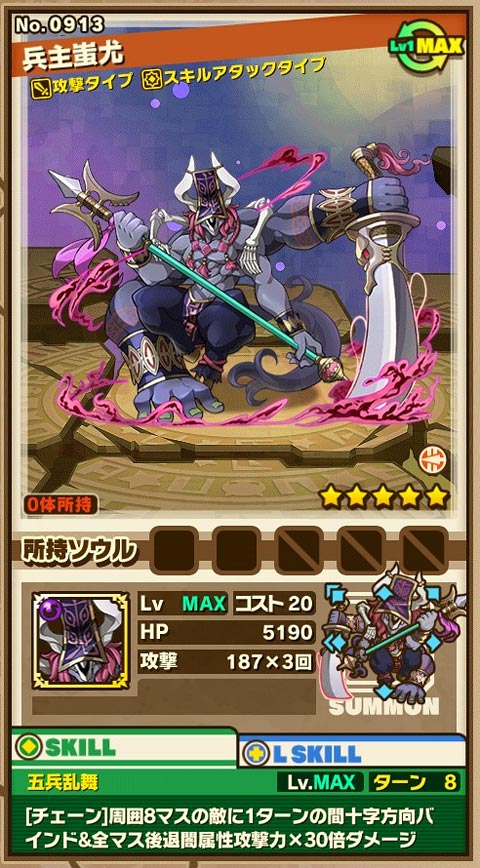 No.0913
兵主蚩尤
Lv1 MAX
攻撃タイプ スキルアタックタイプ
0体所持
所持ソウル
Lv MAX コスト 20
HP 5190
攻撃 187×3回
SUMMON
SKILL L SKILL
五兵乱舞 Lv.MAX ターン 8
[チェーン]周囲8マスの敵に1ターンの間十字方向バ
インド&全マス後退闇属性攻撃力×30倍ダメージ